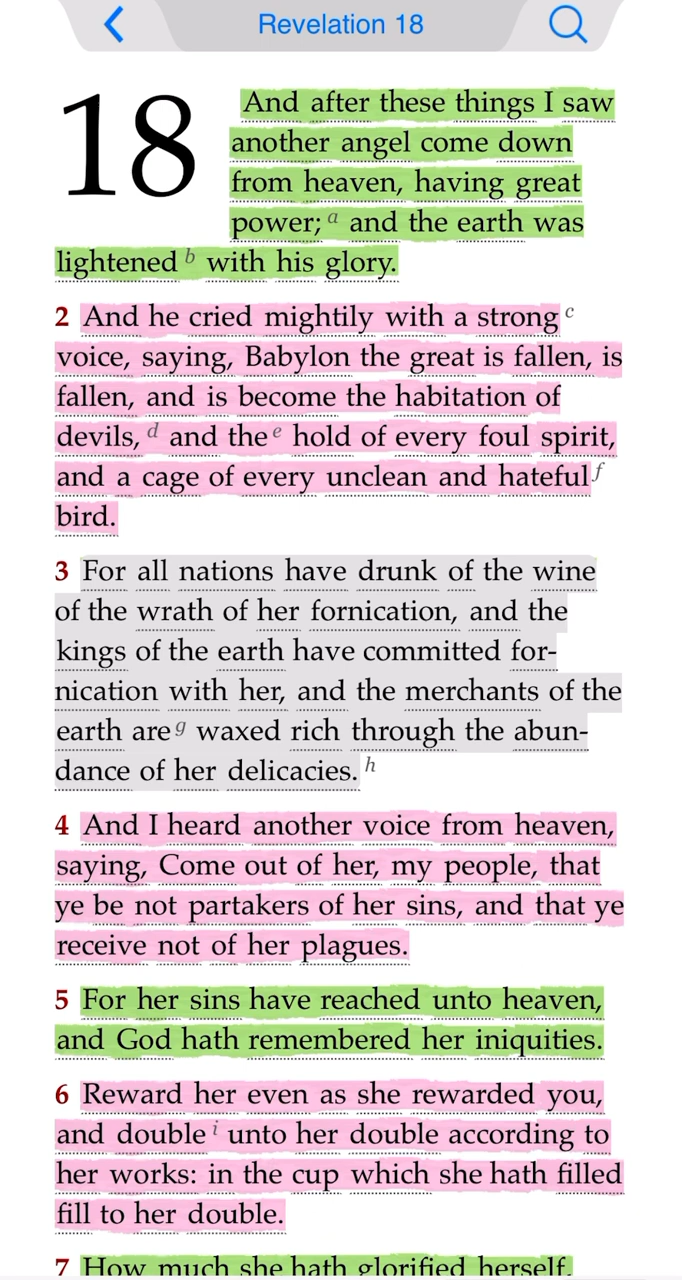 Revelation 18
18 And after these things I saw
another angel come down
from heaven, having great
power; a and the earth was
lightened b with his glory.
2 And he cried mightily with a strong c
voice, saying, Babylon the great is fallen, is
fallen, and is become the habitation of
devils, d and the e hold of every foul spirit,
and a cage of every unclean and hateful f
bird.
3 For all nations have drunk of the wine
of the wrath of her fornication, and the
kings of the earth have committed for-
nication with her, and the merchants of the
earth are g waxed rich through the abun-
dance of her delicacies. h
4 And I heard another voice from heaven,
saying, Come out of her, my people, that
ye be not partakers of her sins, and that ye
receive not of her plagues.
5 For her sins have reached unto heaven,
and God hath remembered her iniquities.
6 Reward her even as she rewarded you,
and double i unto her double according to
her works: in the cup which she hath filled
fill to her double.
7 How much she hath glorified herself,